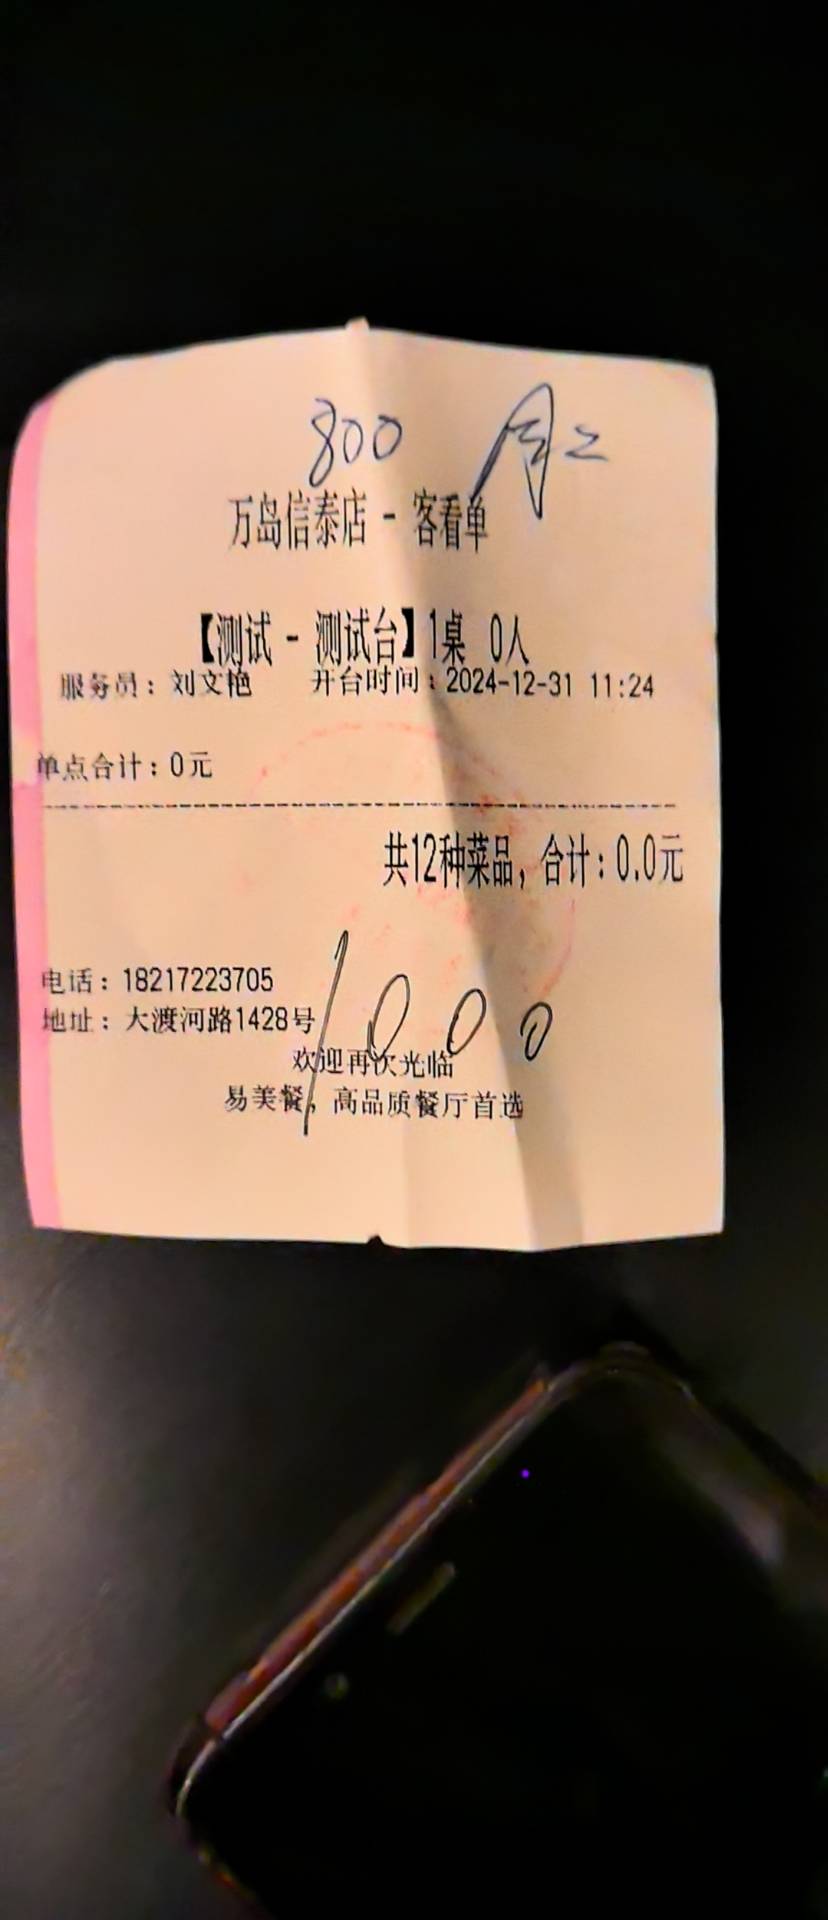 800 周二
万岛信泰店 - 客看单
【测试 - 测试台】1桌 0人
服务员：刘文艳 开台时间：2024-12-31 11:24
单点合计：0元
共12种菜品，合计：0.0元
电话：18217223705
地址：大渡河路1428号
1000
欢迎再次光临
易美餐，高品质餐厅首选